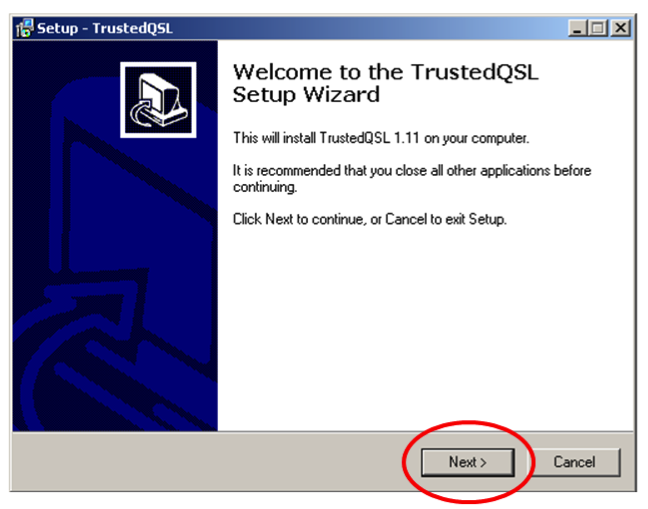 Setup - TrustedQSL
Welcome to the TrustedQSL
Setup Wizard
This will install TrustedQSL 1.11 on your computer.
It is recommended that you close all other applications before
continuing.
Click Next to continue, or Cancel to exit Setup.
Next >
Cancel